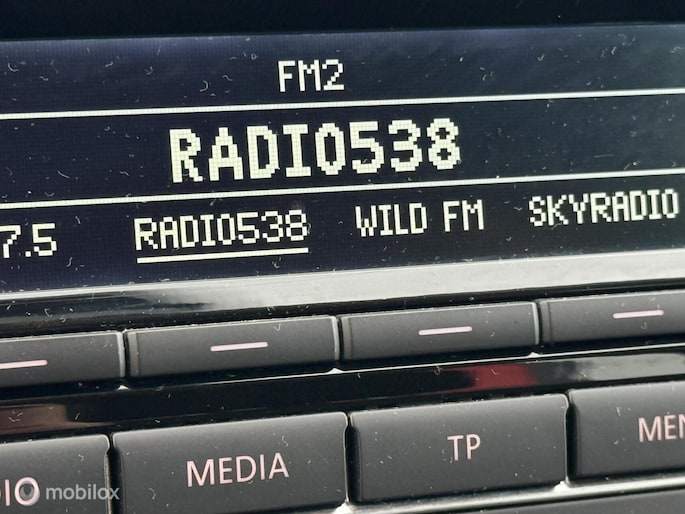 FM2
RADIO538
7.5 RADIO538 WILD FM SKYRADIO
MEDIA TP
mobilox